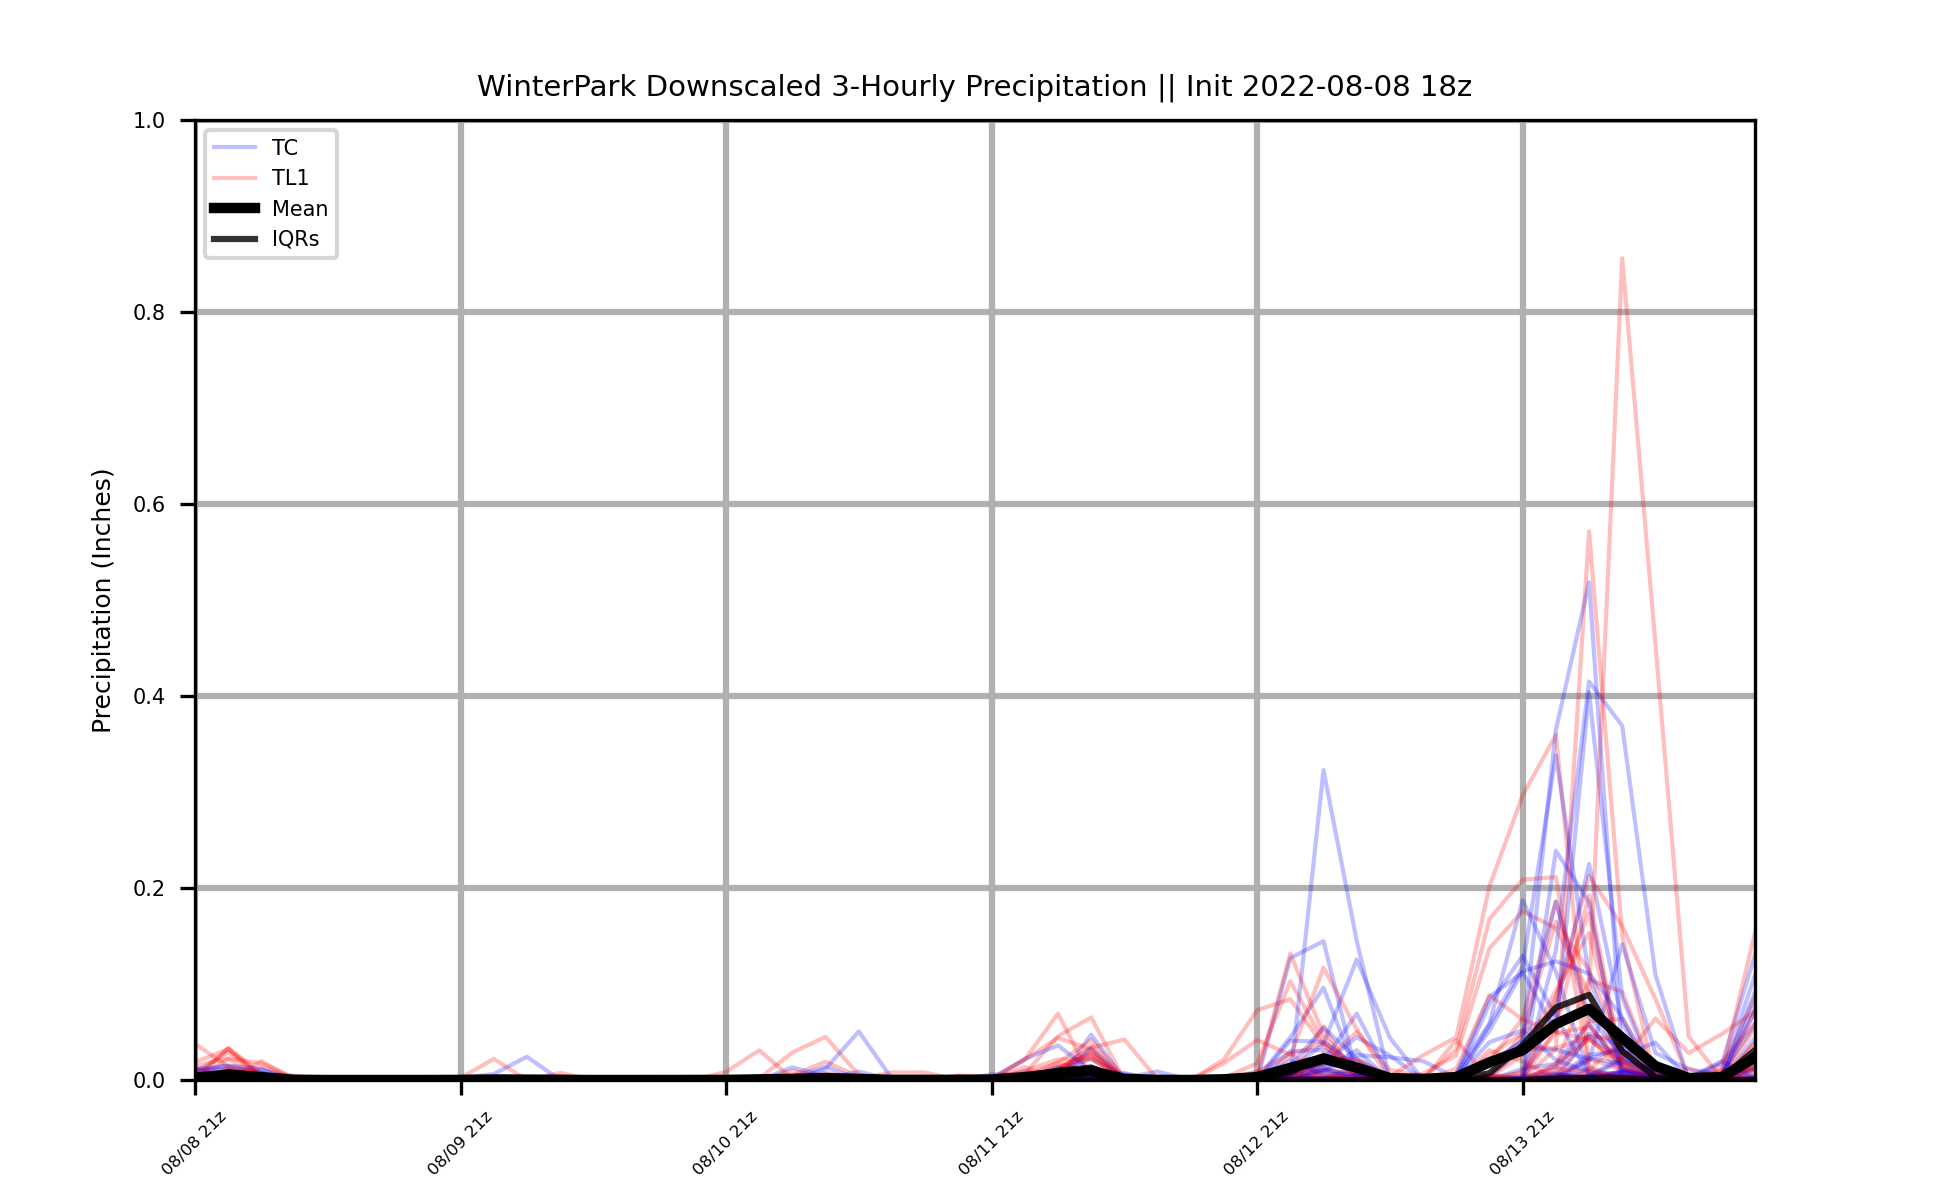 WinterPark Downscaled 3-Hourly Precipitation || Init 2022-08-08 18z
TC
TL1
Mean
IQRs
Precipitation (Inches)
1.0
0.8
0.6
0.4
0.2
0.0
08/08 21z
08/09 21z
08/10 21z
08/11 21z
08/12 21z
08/13 21z